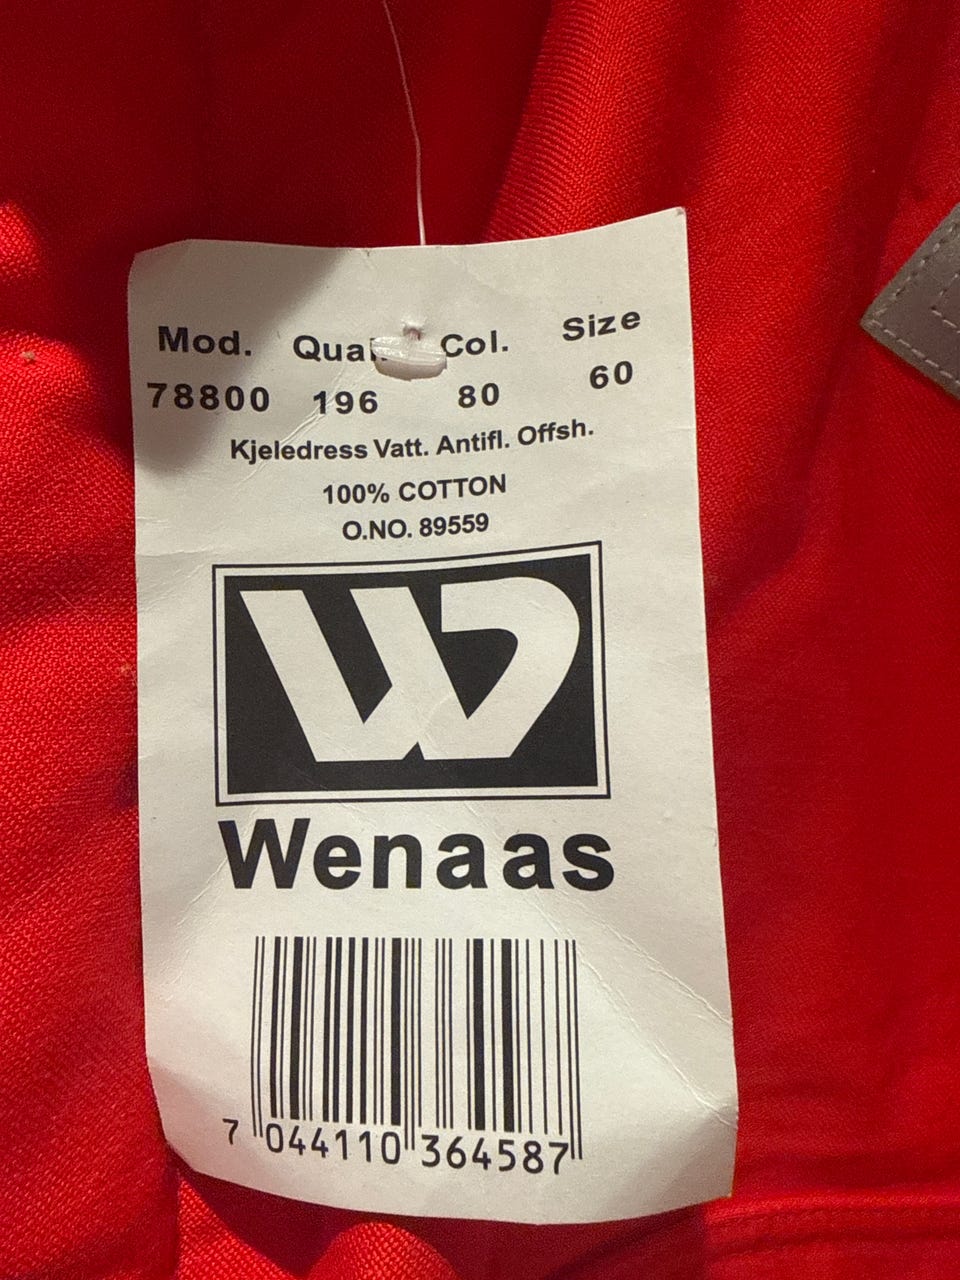 Mod. Qual. Col. Size
78800 196 80 60
Kjeledress Vatt. Antifl. Offsh.
100% COTTON
O.NO. 89559
W
Wenaas
7 044110 364587